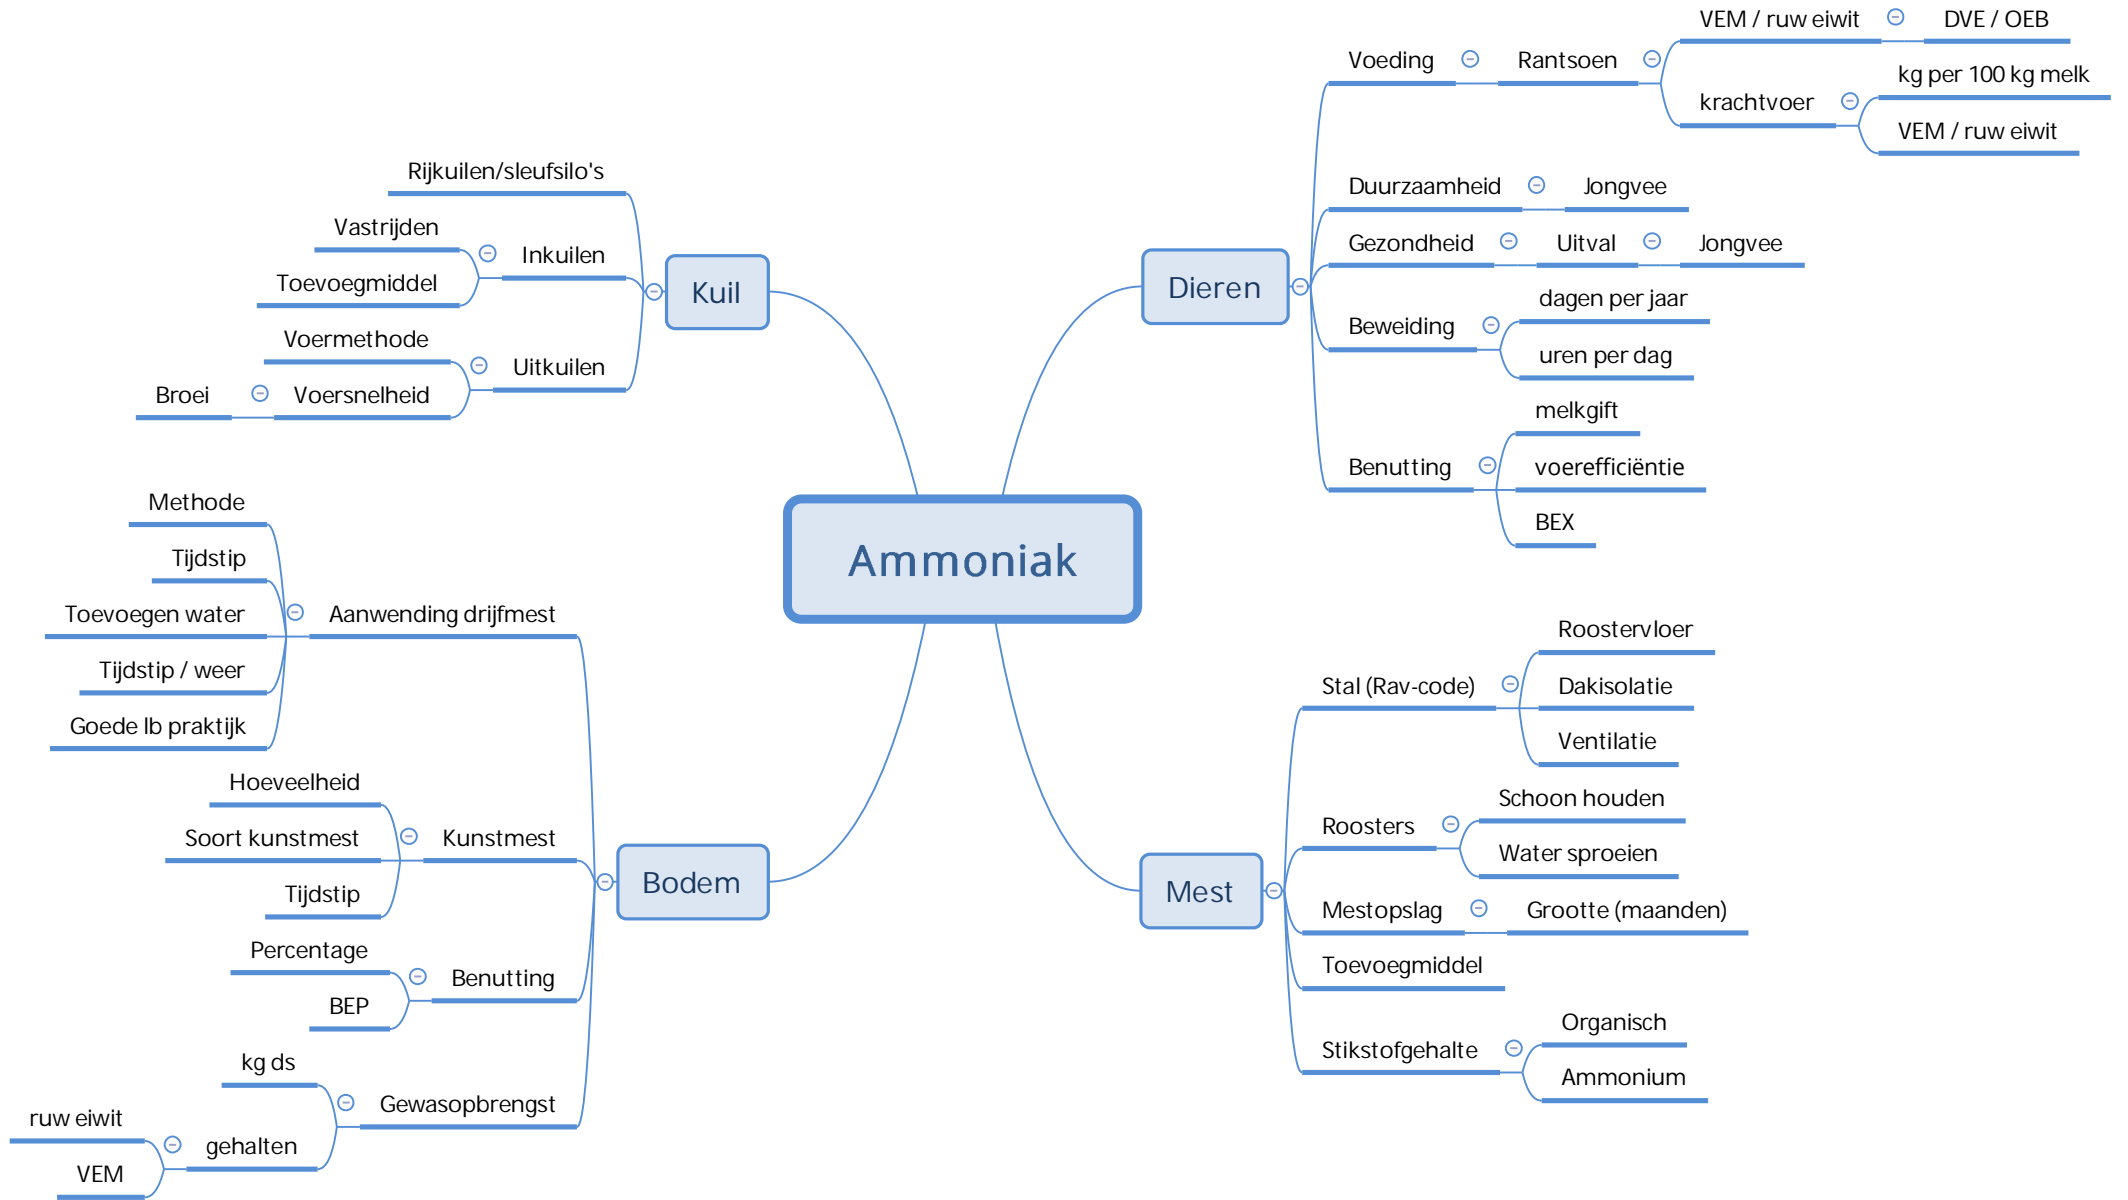 Ammoniak
Dieren
Voeding
Rantsoen
VEM / ruw eiwit
DVE / OEB
krachtvoer
kg per 100 kg melk
VEM / ruw eiwit
Duurzaamheid
Jongvee
Gezondheid
Uitval
Jongvee
Beweiding
dagen per jaar
uren per dag
Benutting
melkgift
voerefficiëntie
BEX
Mest
Stal (Rav-code)
Roostervloer
Dakisolatie
Ventilatie
Roosters
Schoon houden
Water sproeien
Mestopslag
Grootte (maanden)
Toevoegmiddel
Stikstofgehalte
Organisch
Ammonium
Kuil
Rijkuilen/sleufsilo's
Inkuilen
Vastrijden
Toevoegmiddel
Uitkuilen
Voermethode
Voersnelheid
Broei
Bodem
Aanwending drijfmest
Methode
Tijdstip
Toevoegen water
Tijdstip / weer
Goede lb praktijk
Kunstmest
Hoeveelheid
Soort kunstmest
Tijdstip
Benutting
Percentage
BEP
Gewasopbrengst
kg ds
gehalten
ruw eiwit
VEM